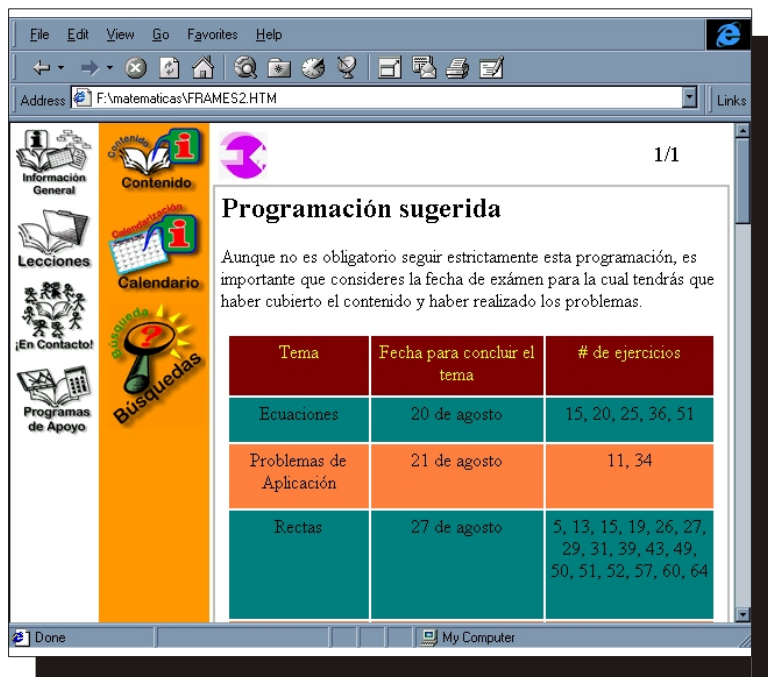 File Edit View Go Favorites Help
Address F:\matematicas\FRAMES2.HTM Links
Información
General
Lecciones
¡En Contacto!
Programas
de Apoyo
Contenido
Contenido
Calendarización
Calendario
Búsqueda
Búsquedas
1/1
Programación sugerida
Aunque no es obligatorio seguir estrictamente esta programación, es
importante que consideres la fecha de exámen para la cual tendrás que
haber cubierto el contenido y haber realizado los problemas.
Tema Fecha para concluir el # de ejercicios
tema
Ecuaciones 20 de agosto 15, 20, 25, 36, 51
Problemas de 21 de agosto 11, 34
Aplicación
Rectas 27 de agosto 5, 13, 15, 19, 26, 27,
29, 31, 39, 43, 49,
50, 51, 52, 57, 60, 64
Done My Computer